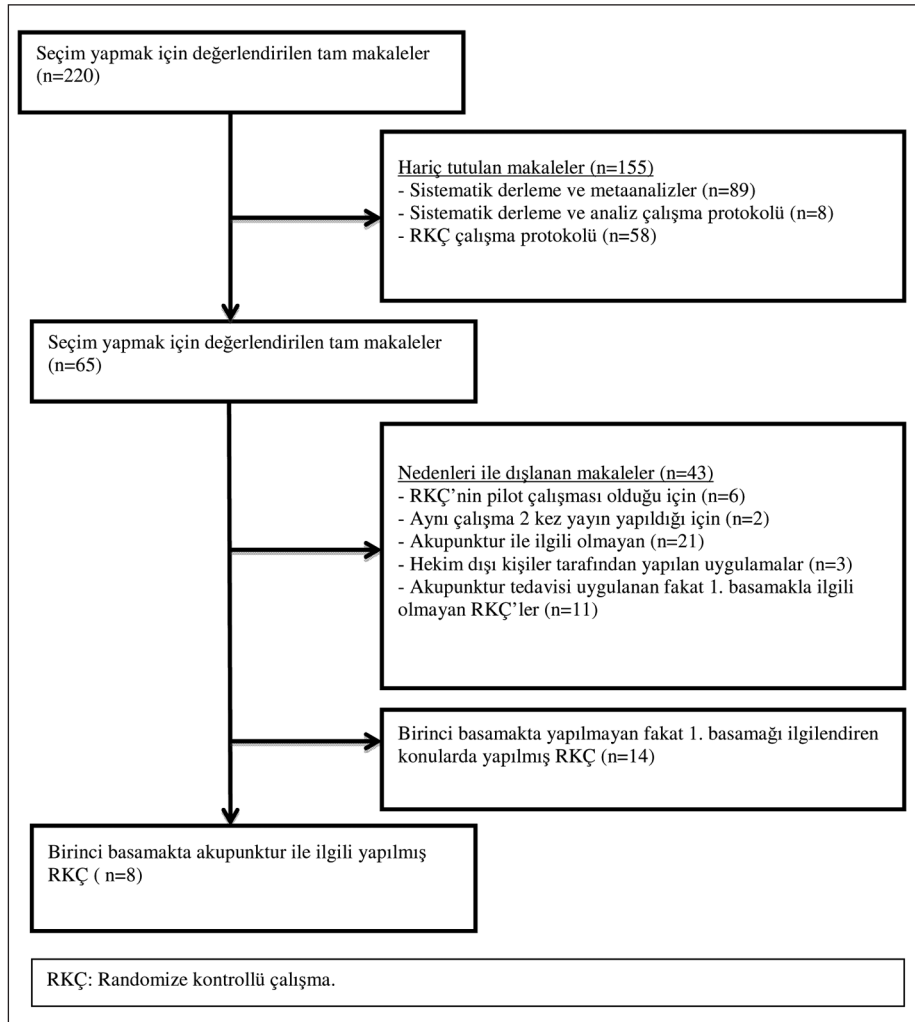 Seçim yapmak için değerlendirilen tam makaleler
(n=220)
Hariç tutulan makaleler (n=155)
- Sistematik derleme ve metaanalizler (n=89)
- Sistematik derleme ve analiz çalışma protokolü (n=8)
- RKÇ çalışma protokolü (n=58)
Seçim yapmak için değerlendirilen tam makaleler
(n=65)
Nedenleri ile dışlanan makaleler (n=43)
- RKÇ’nin pilot çalışması olduğu için (n=6)
- Aynı çalışma 2 kez yayın yapıldığı için (n=2)
- Akupunktur ile ilgili olmayan (n=21)
- Hekim dışı kişiler tarafından yapılan uygulamalar (n=3)
- Akupunktur tedavisi uygulanan fakat 1. basamakla ilgili
olmayan RKÇ’ler (n=11)
Birinci basamakta yapılmayan fakat 1. basamağı ilgilendiren
konularda yapılmış RKÇ (n=14)
Birinci basamakta akupunktur ile ilgili yapılmış
RKÇ ( n=8)
RKÇ: Randomize kontrollü çalışma.